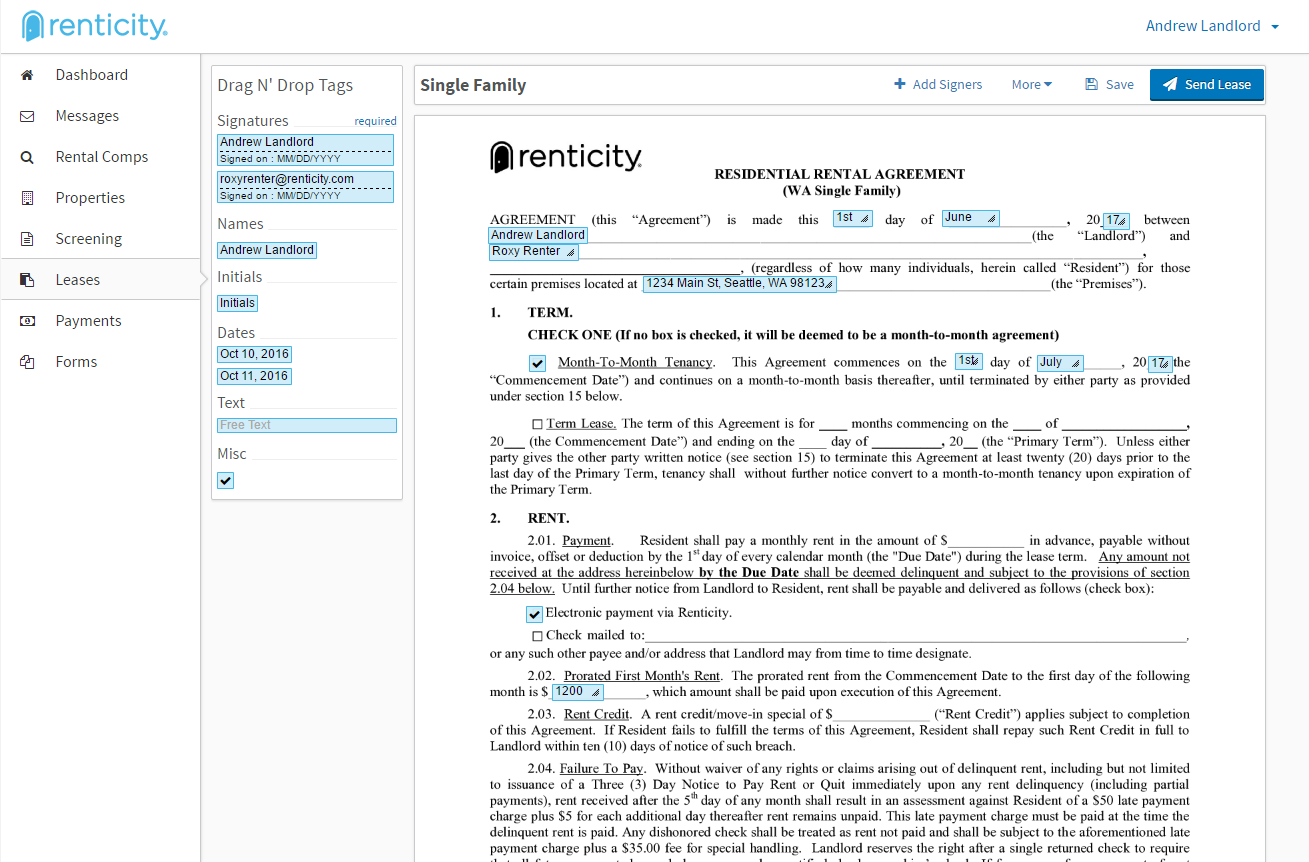 renticity.
Andrew Landlord
Dashboard
Messages
Rental Comps
Properties
Screening
Leases
Payments
Forms
Drag N' Drop Tags
Signatures required
Andrew Landlord
Signed on : MM/DD/YYYY
roxyrenter@renticity.com
Signed on : MM/DD/YYYY
Names
Andrew Landlord
Initials
Initials
Dates
Oct 10, 2016
Oct 11, 2016
Text
Free Text
Misc
Single Family
Add Signers More Save Send Lease
renticity.
RESIDENTIAL RENTAL AGREEMENT
(WA Single Family)
AGREEMENT (this “Agreement”) is made this 1st day of June __________, 20 17 between
Andrew Landlord ____________________(the “Landlord”) and
Roxy Renter ____________________,
____________________, (regardless of how many individuals, herein called “Resident”) for those
certain premises located at 1234 Main St, Seattle, WA 98123 ____________________(the “Premises”).
1. TERM.
CHECK ONE (If no box is checked, it will be deemed to be a month-to-month agreement)
Month-To-Month Tenancy. This Agreement commences on the 1st day of July ______, 20 17 the
“Commencement Date”) and continues on a month-to-month basis thereafter, until terminated by either party as provided
under section 15 below.
☐ Term Lease. The term of this Agreement is for ____ months commencing on the ____ of __________________,
20___ (the Commencement Date”) and ending on the ____ day of __________, 20__ (the “Primary Term”). Unless either
party gives the other party written notice (see section 15) to terminate this Agreement at least twenty (20) days prior to the
last day of the Primary Term, tenancy shall without further notice convert to a month-to-month tenancy upon expiration of
the Primary Term.
2. RENT.
2.01. Payment. Resident shall pay a monthly rent in the amount of $___________ in advance, payable without
invoice, offset or deduction by the 1st day of every calendar month (the "Due Date") during the lease term. Any amount not
received at the address hereinbelow by the Due Date shall be deemed delinquent and subject to the provisions of section
2.04 below. Until further notice from Landlord to Resident, rent shall be payable and delivered as follows (check box):
Electronic payment via Renticity.
☐ Check mailed to:____________________,
or any such other payee and/or address that Landlord may from time to time designate.
2.02. Prorated First Month's Rent. The prorated rent from the Commencement Date to the first day of the following
month is $ 1200 ______, which amount shall be paid upon execution of this Agreement.
2.03. Rent Credit. A rent credit/move-in special of $______________ (“Rent Credit”) applies subject to completion
of this Agreement. If Resident fails to fulfill the terms of this Agreement, Resident shall repay such Rent Credit in full to
Landlord within ten (10) days of notice of such breach.
2.04. Failure To Pay. Without waiver of any rights or claims arising out of delinquent rent, including but not limited
to issuance of a Three (3) Day Notice to Pay Rent or Quit immediately upon any rent delinquency (including partial
payments), rent received after the 5th day of any month shall result in an assessment against Resident of a $50 late payment
charge plus $5 for each additional day thereafter rent remains unpaid. This late payment charge must be paid at the time the
delinquent rent is paid. Any dishonored check shall be treated as rent not paid and shall be subject to the aforementioned late
payment charge plus a $35.00 fee for special handling. Landlord reserves the right after a single returned check to require